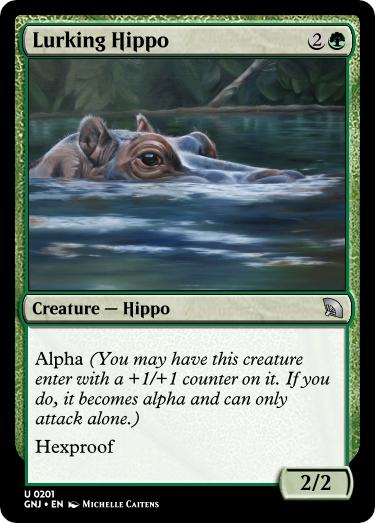 Lurking Hippo 2
Creature — Hippo
Alpha (You may have this creature
enter with a +1/+1 counter on it. If you
do, it becomes alpha and can only
attack alone.)
Hexproof
2/2
U 0201
GNJ • EN Michelle Caitens